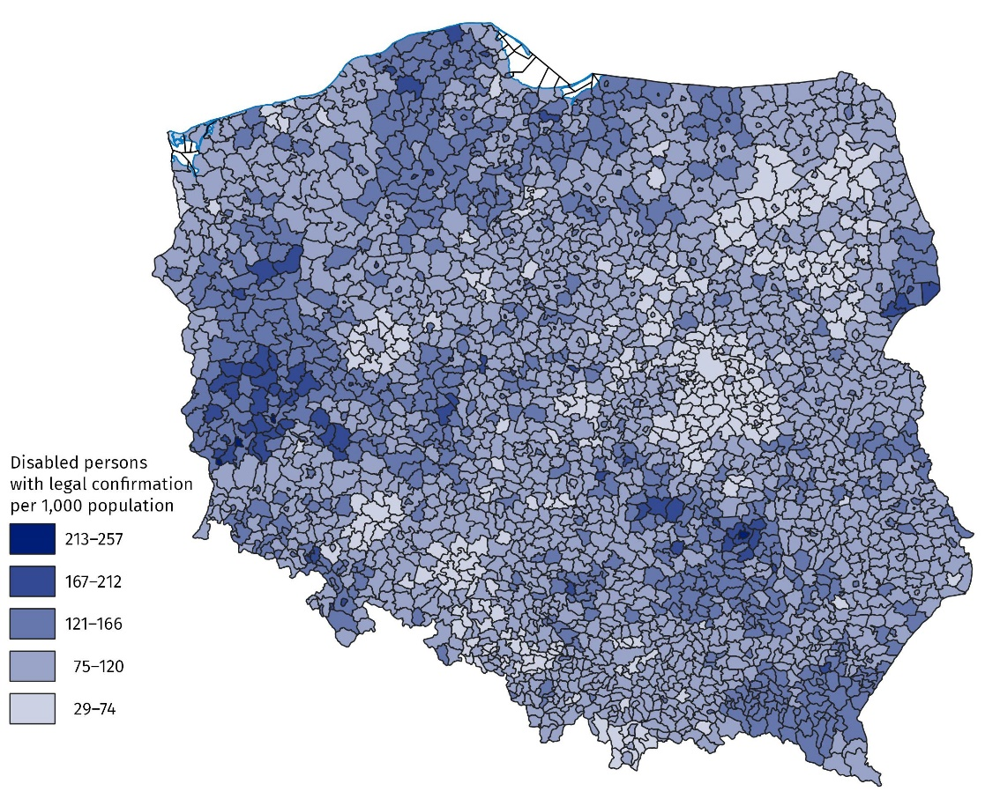 Disabled persons
with legal confirmation
per 1,000 population
213–257
167–212
121–166
75–120
29–74